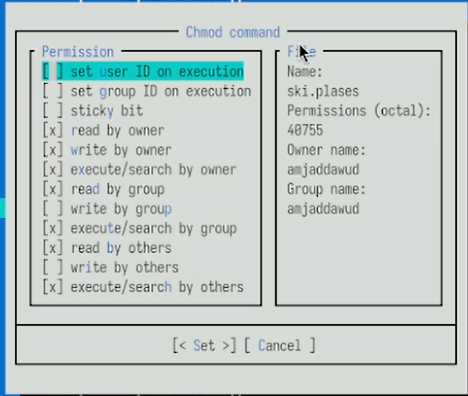 Chmod command
Permission
[ ] set user ID on execution
[ ] set group ID on execution
[ ] sticky bit
[x] read by owner
[x] write by owner
[x] execute/search by owner
[x] read by group
[ ] write by group
[x] execute/search by group
[x] read by others
[ ] write by others
[x] execute/search by others
File
Name:
ski.plases
Permissions (octal):
40755
Owner name:
amjaddawud
Group name:
amjaddawud
[< Set >] [ Cancel ]